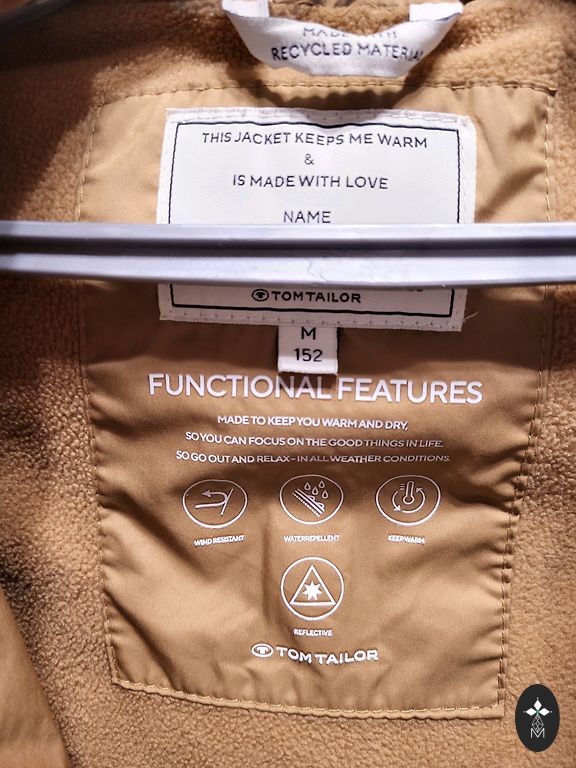 MADE WITH
RECYCLED MATERIAL
THIS JACKET KEEPS ME WARM
&
IS MADE WITH LOVE
NAME
TOM TAILOR
M
152
FUNCTIONAL FEATURES
MADE TO KEEP YOU WARM AND DRY,
SO YOU CAN FOCUS ON THE GOOD THINGS IN LIFE.
SO GO OUT AND RELAX - IN ALL WEATHER CONDITIONS.
WIND RESISTANT
WATERREPELLENT
KEEP WARM
REFLECTIVE
TOM TAILOR
M